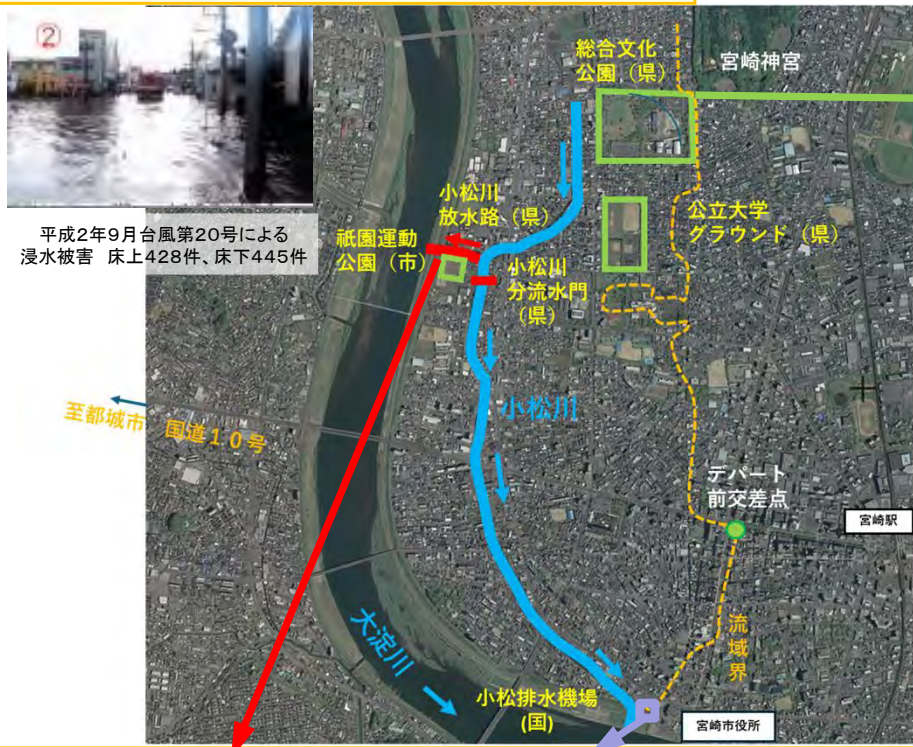 ②
平成2年9月台風第20号による
浸水被害 床上428件、床下445件
総合文化
公園（県）
宮崎神宮
小松川
放水路（県）
祇園運動
公園（市）
公立大学
グラウンド（県）
小松川
分流水門
（県）
至都城市 国道１０号
小松川
デパート
前交差点
宮崎駅
大淀川
流域界
小松排水機場
(国)
宮崎市役所